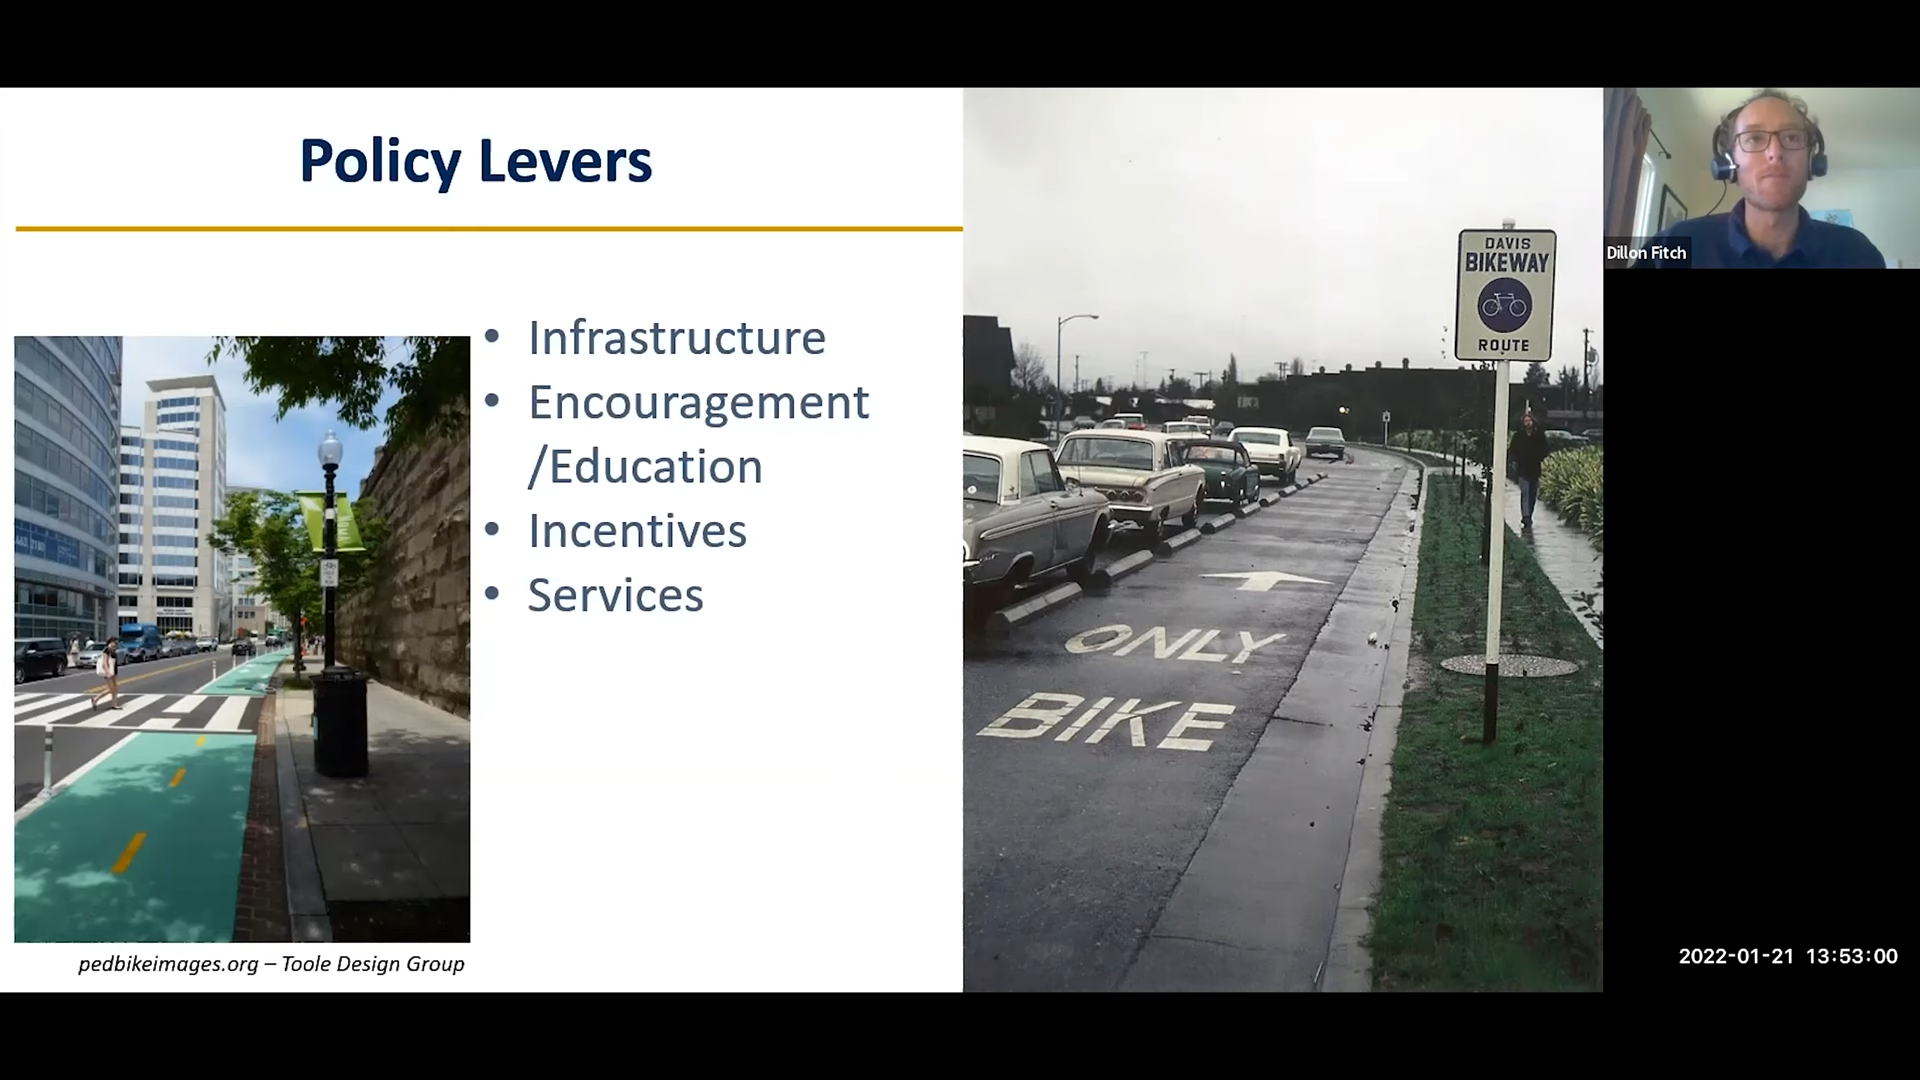 Policy Levers
• Infrastructure
• Encouragement
/Education
• Incentives
• Services
pedbikeimages.org – Toole Design Group
DAVIS
BIKEWAY
ROUTE
ONLY
BIKE
Dillon Fitch
2022-01-21 13:53:00